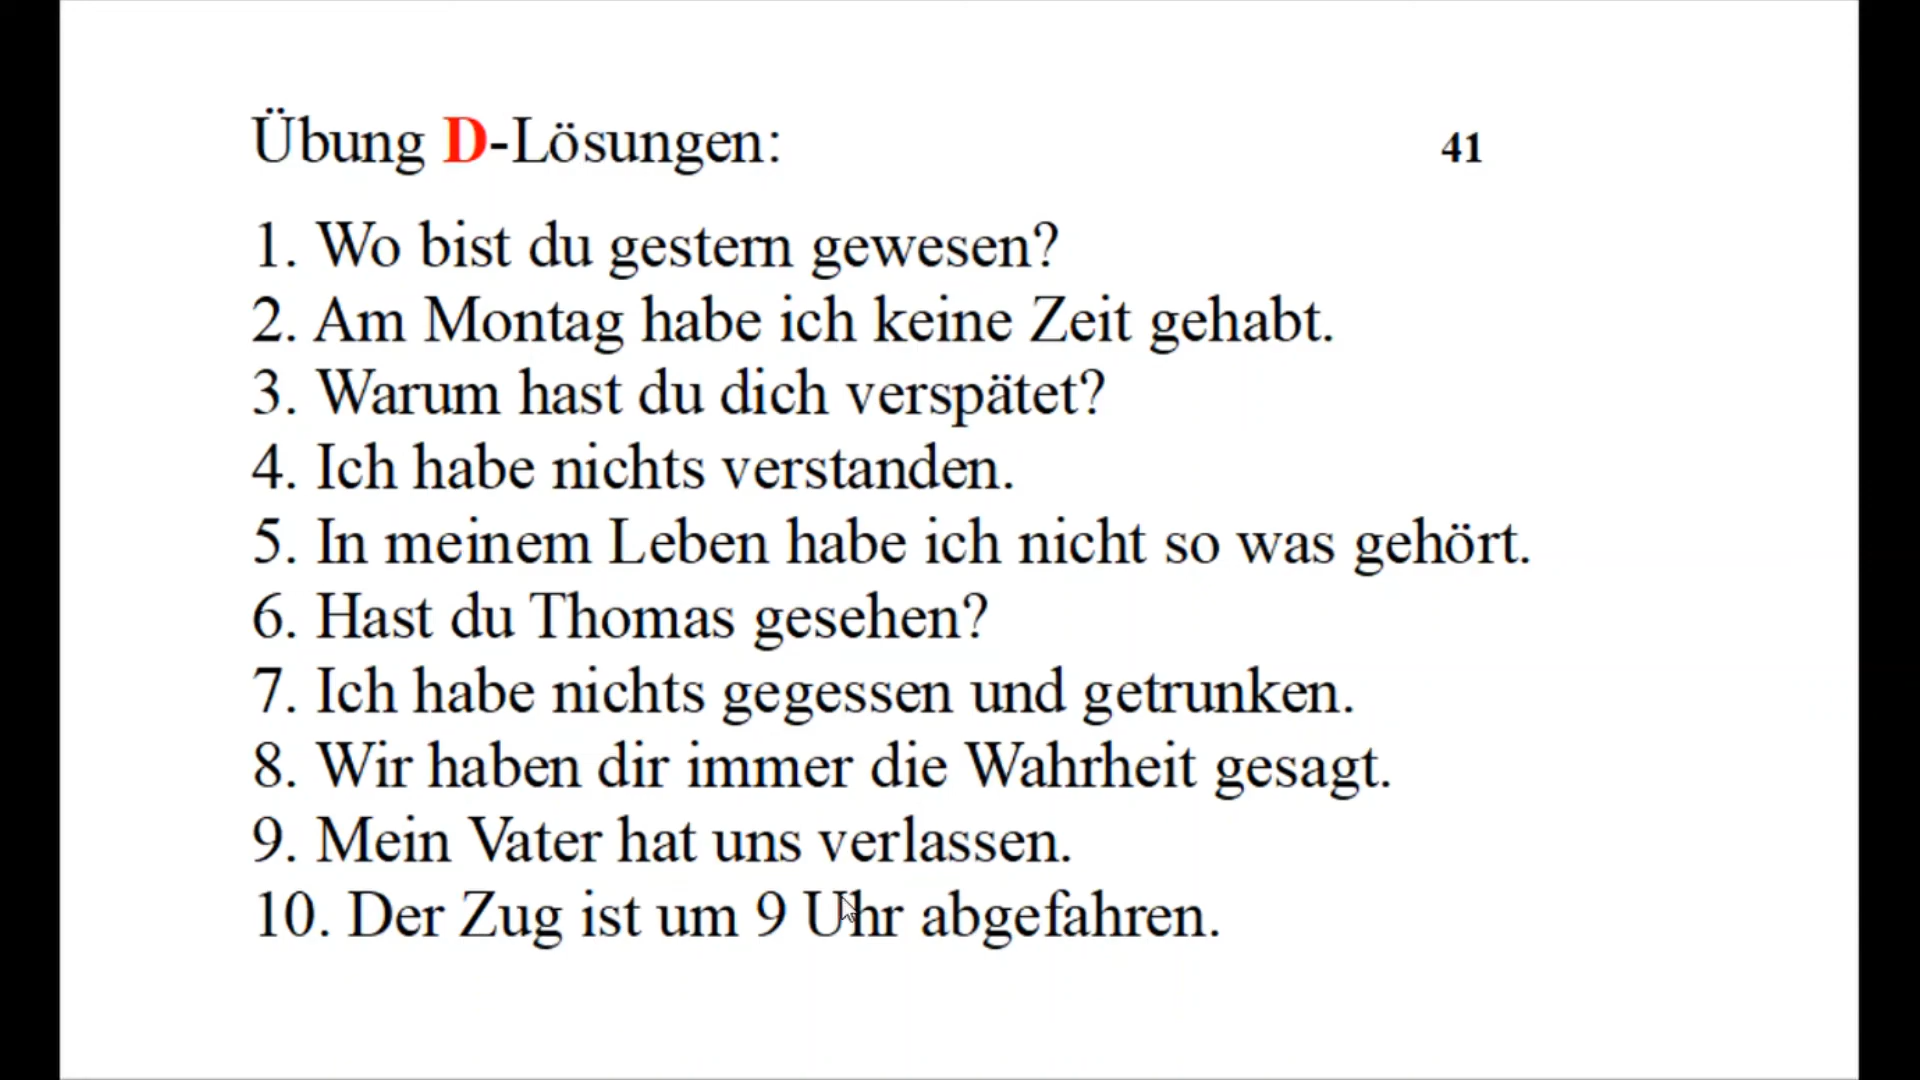 Übung D-Lösungen:
41
1. Wo bist du gestern gewesen?
2. Am Montag habe ich keine Zeit gehabt.
3. Warum hast du dich verspätet?
4. Ich habe nichts verstanden.
5. In meinem Leben habe ich nicht so was gehört.
6. Hast du Thomas gesehen?
7. Ich habe nichts gegessen und getrunken.
8. Wir haben dir immer die Wahrheit gesagt.
9. Mein Vater hat uns verlassen.
10. Der Zug ist um 9 Uhr abgefahren.